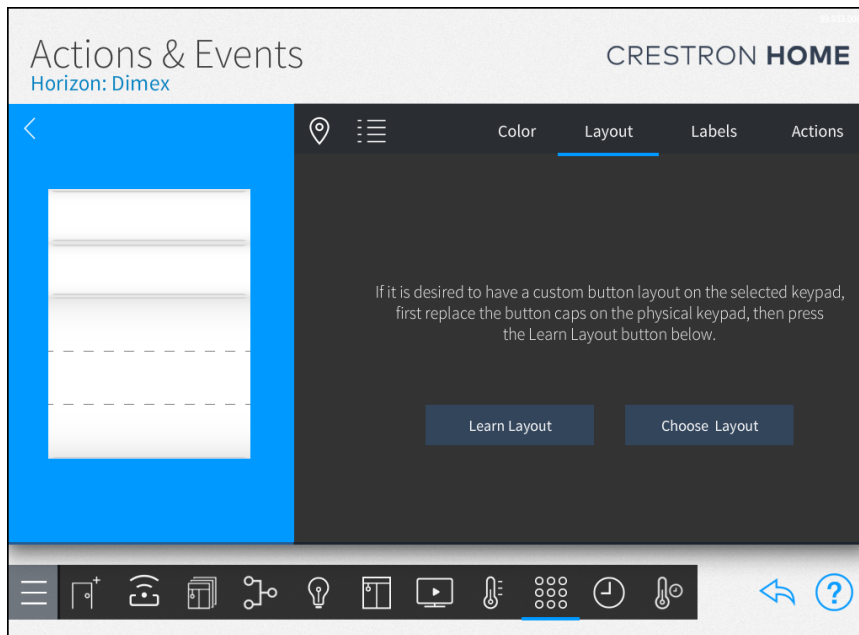 Actions & Events
Horizon: Dimex
CRESTRON HOME
Color
Layout
Labels
Actions
If it is desired to have a custom button layout on the selected keypad,
first replace the button caps on the physical keypad, then press
the Learn Layout button below.
Learn Layout
Choose Layout
?